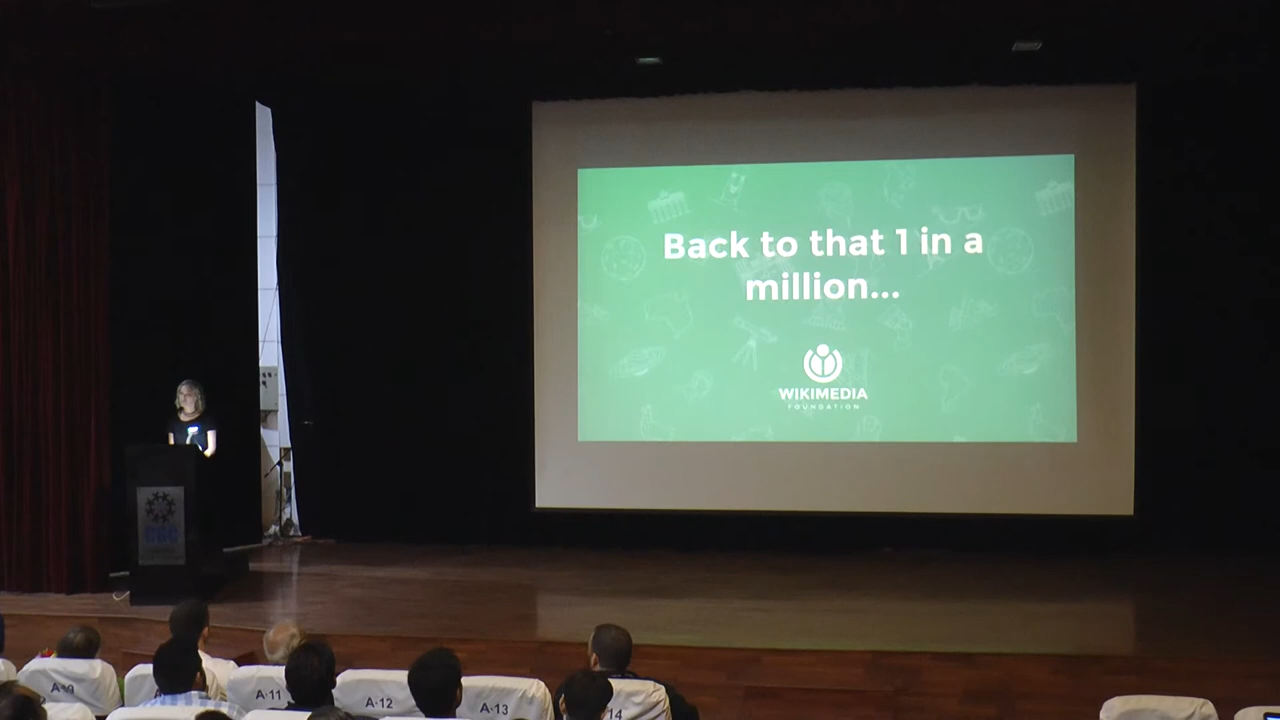 Back to that 1 in a
million...
WIKIMEDIA
FOUNDATION
A-11
A-12
A-13
14